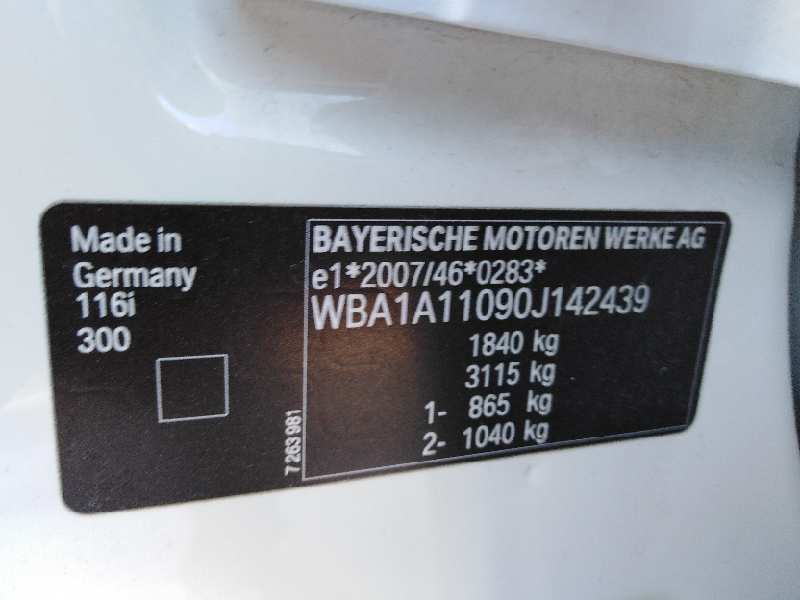 Made in
Germany
116i
300
7263981
BAYERISCHE MOTOREN WERKE AG
e1*2007/46*0283*
WBA1A11090J142439
1840 kg
3115 kg
1- 865 kg
2- 1040 kg